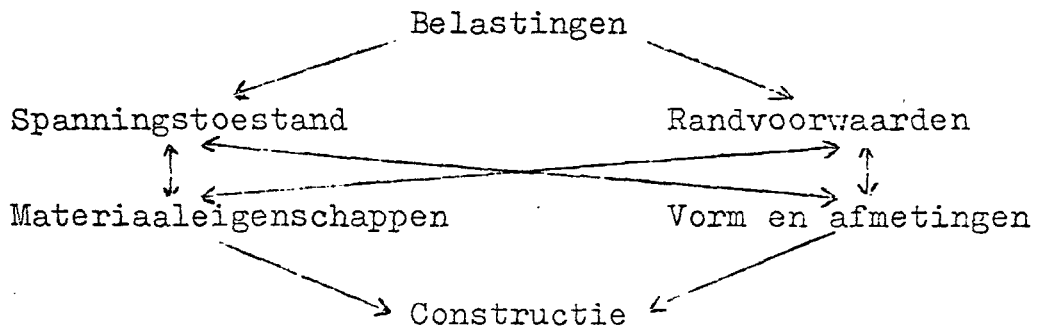 Belastingen
Spanningstoestand Randvoorwaarden
Materiaaleigenschappen Vorm en afmetingen
Constructie